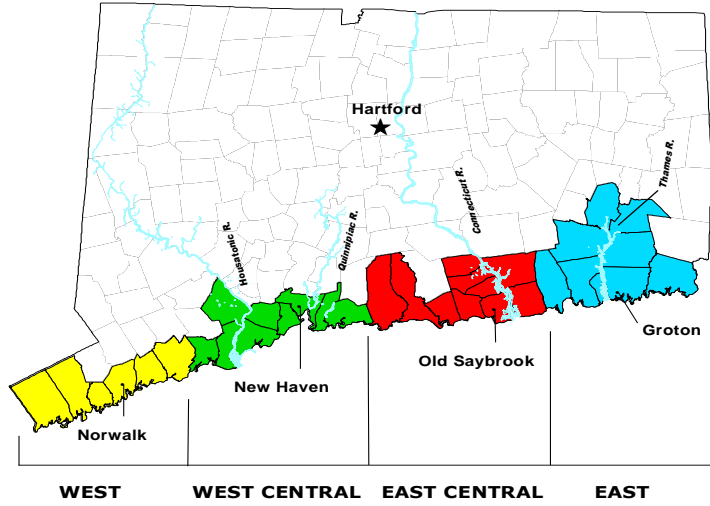 Hartford
Thames R.
Connecticut R.
Quinnipiac R.
Housatonic R.
Groton
Old Saybrook
New Haven
Norwalk
WEST
WEST CENTRAL
EAST CENTRAL
EAST